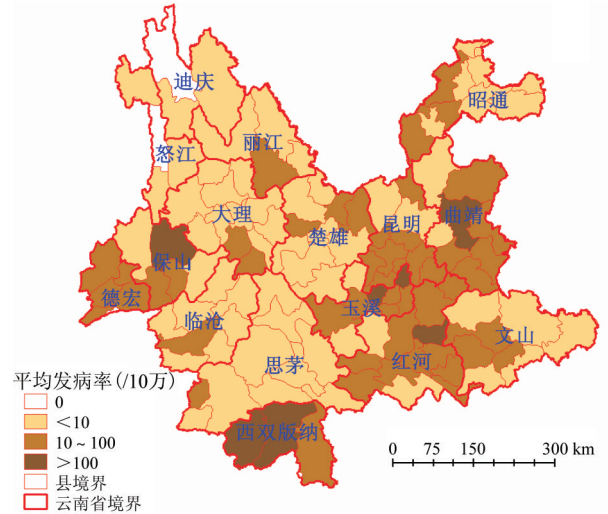 迪庆
昭通
丽江
怒江
大理
楚雄
昆明
曲靖
保山
德宏
玉溪
临沧
文山
红河
思茅
西双版纳
平均发病率(/10万)
0
<10
10~100
>100
县境界
云南省境界
0 75 150 300 km